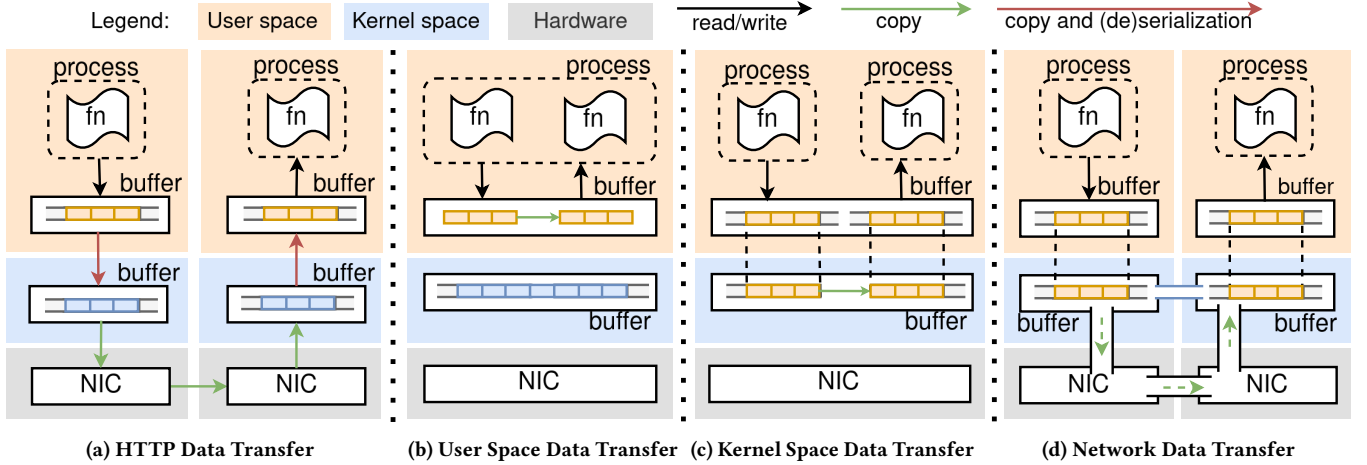 Legend: User space Kernel space Hardware read/write copy copy and (de)serialization
process process process process process process process
fn fn fn fn fn fn fn fn
buffer buffer buffer buffer buffer buffer
buffer buffer
buffer buffer buffer buffer
NIC NIC NIC NIC NIC NIC
(a) HTTP Data Transfer (b) User Space Data Transfer (c) Kernel Space Data Transfer (d) Network Data Transfer